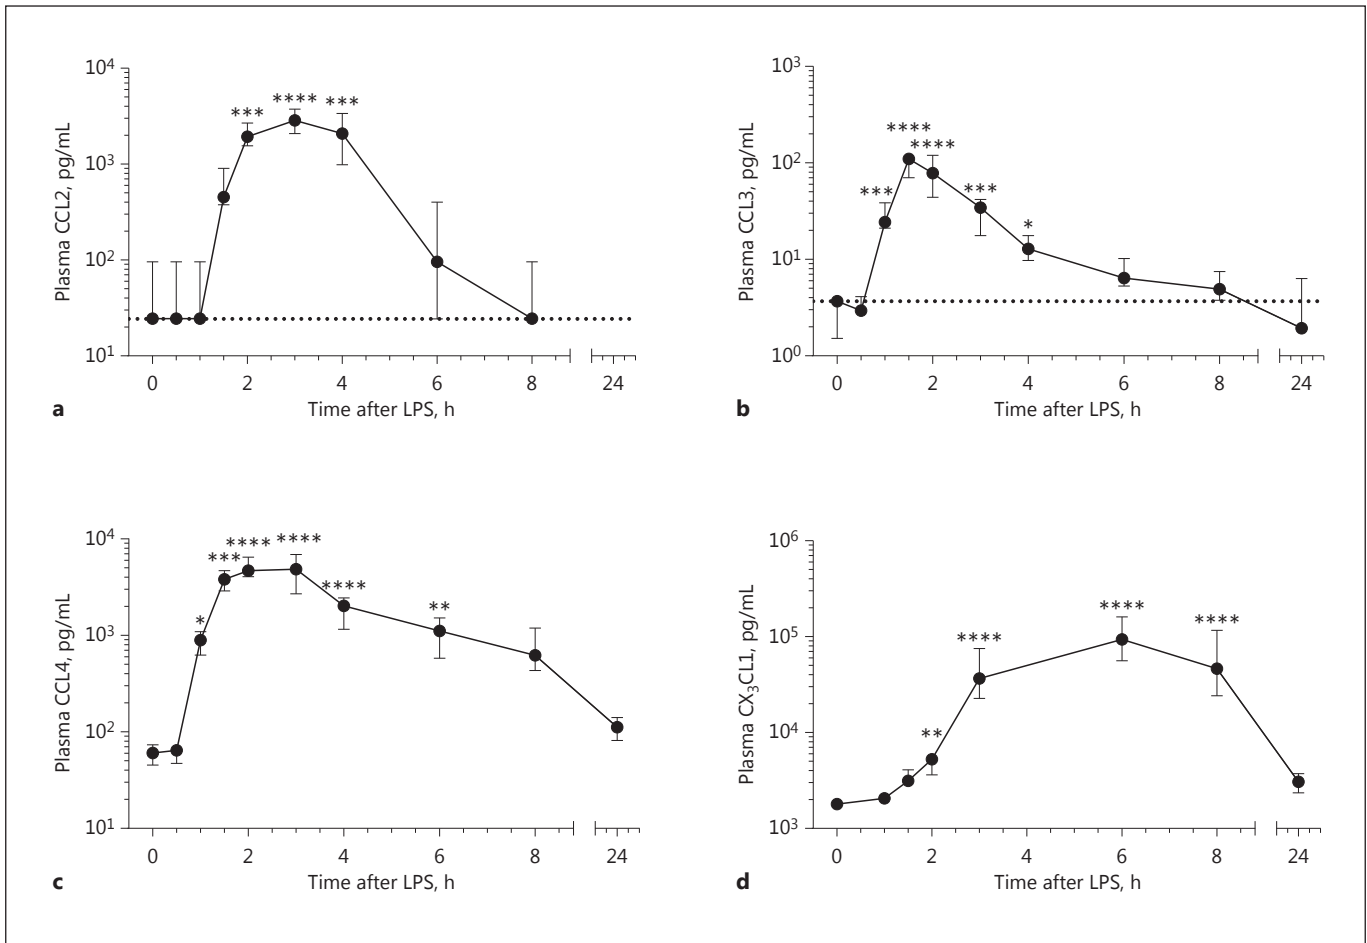 10⁴
10³
10²
10¹
Plasma CCL2, pg/mL
*** **** ***
0 2 4 6 8 24
Time after LPS, h
a
10³
10²
10¹
10⁰
Plasma CCL3, pg/mL
****
****
*** ***
*
0 2 4 6 8 24
Time after LPS, h
b
10⁴
10³
10²
10¹
Plasma CCL4, pg/mL
**** ****
***
****
* **
0 2 4 6 8 24
Time after LPS, h
c
10⁶
10⁵
10⁴
10³
Plasma CX₃CL1, pg/mL
****
****
****
**
0 2 4 6 8 24
Time after LPS, h
d